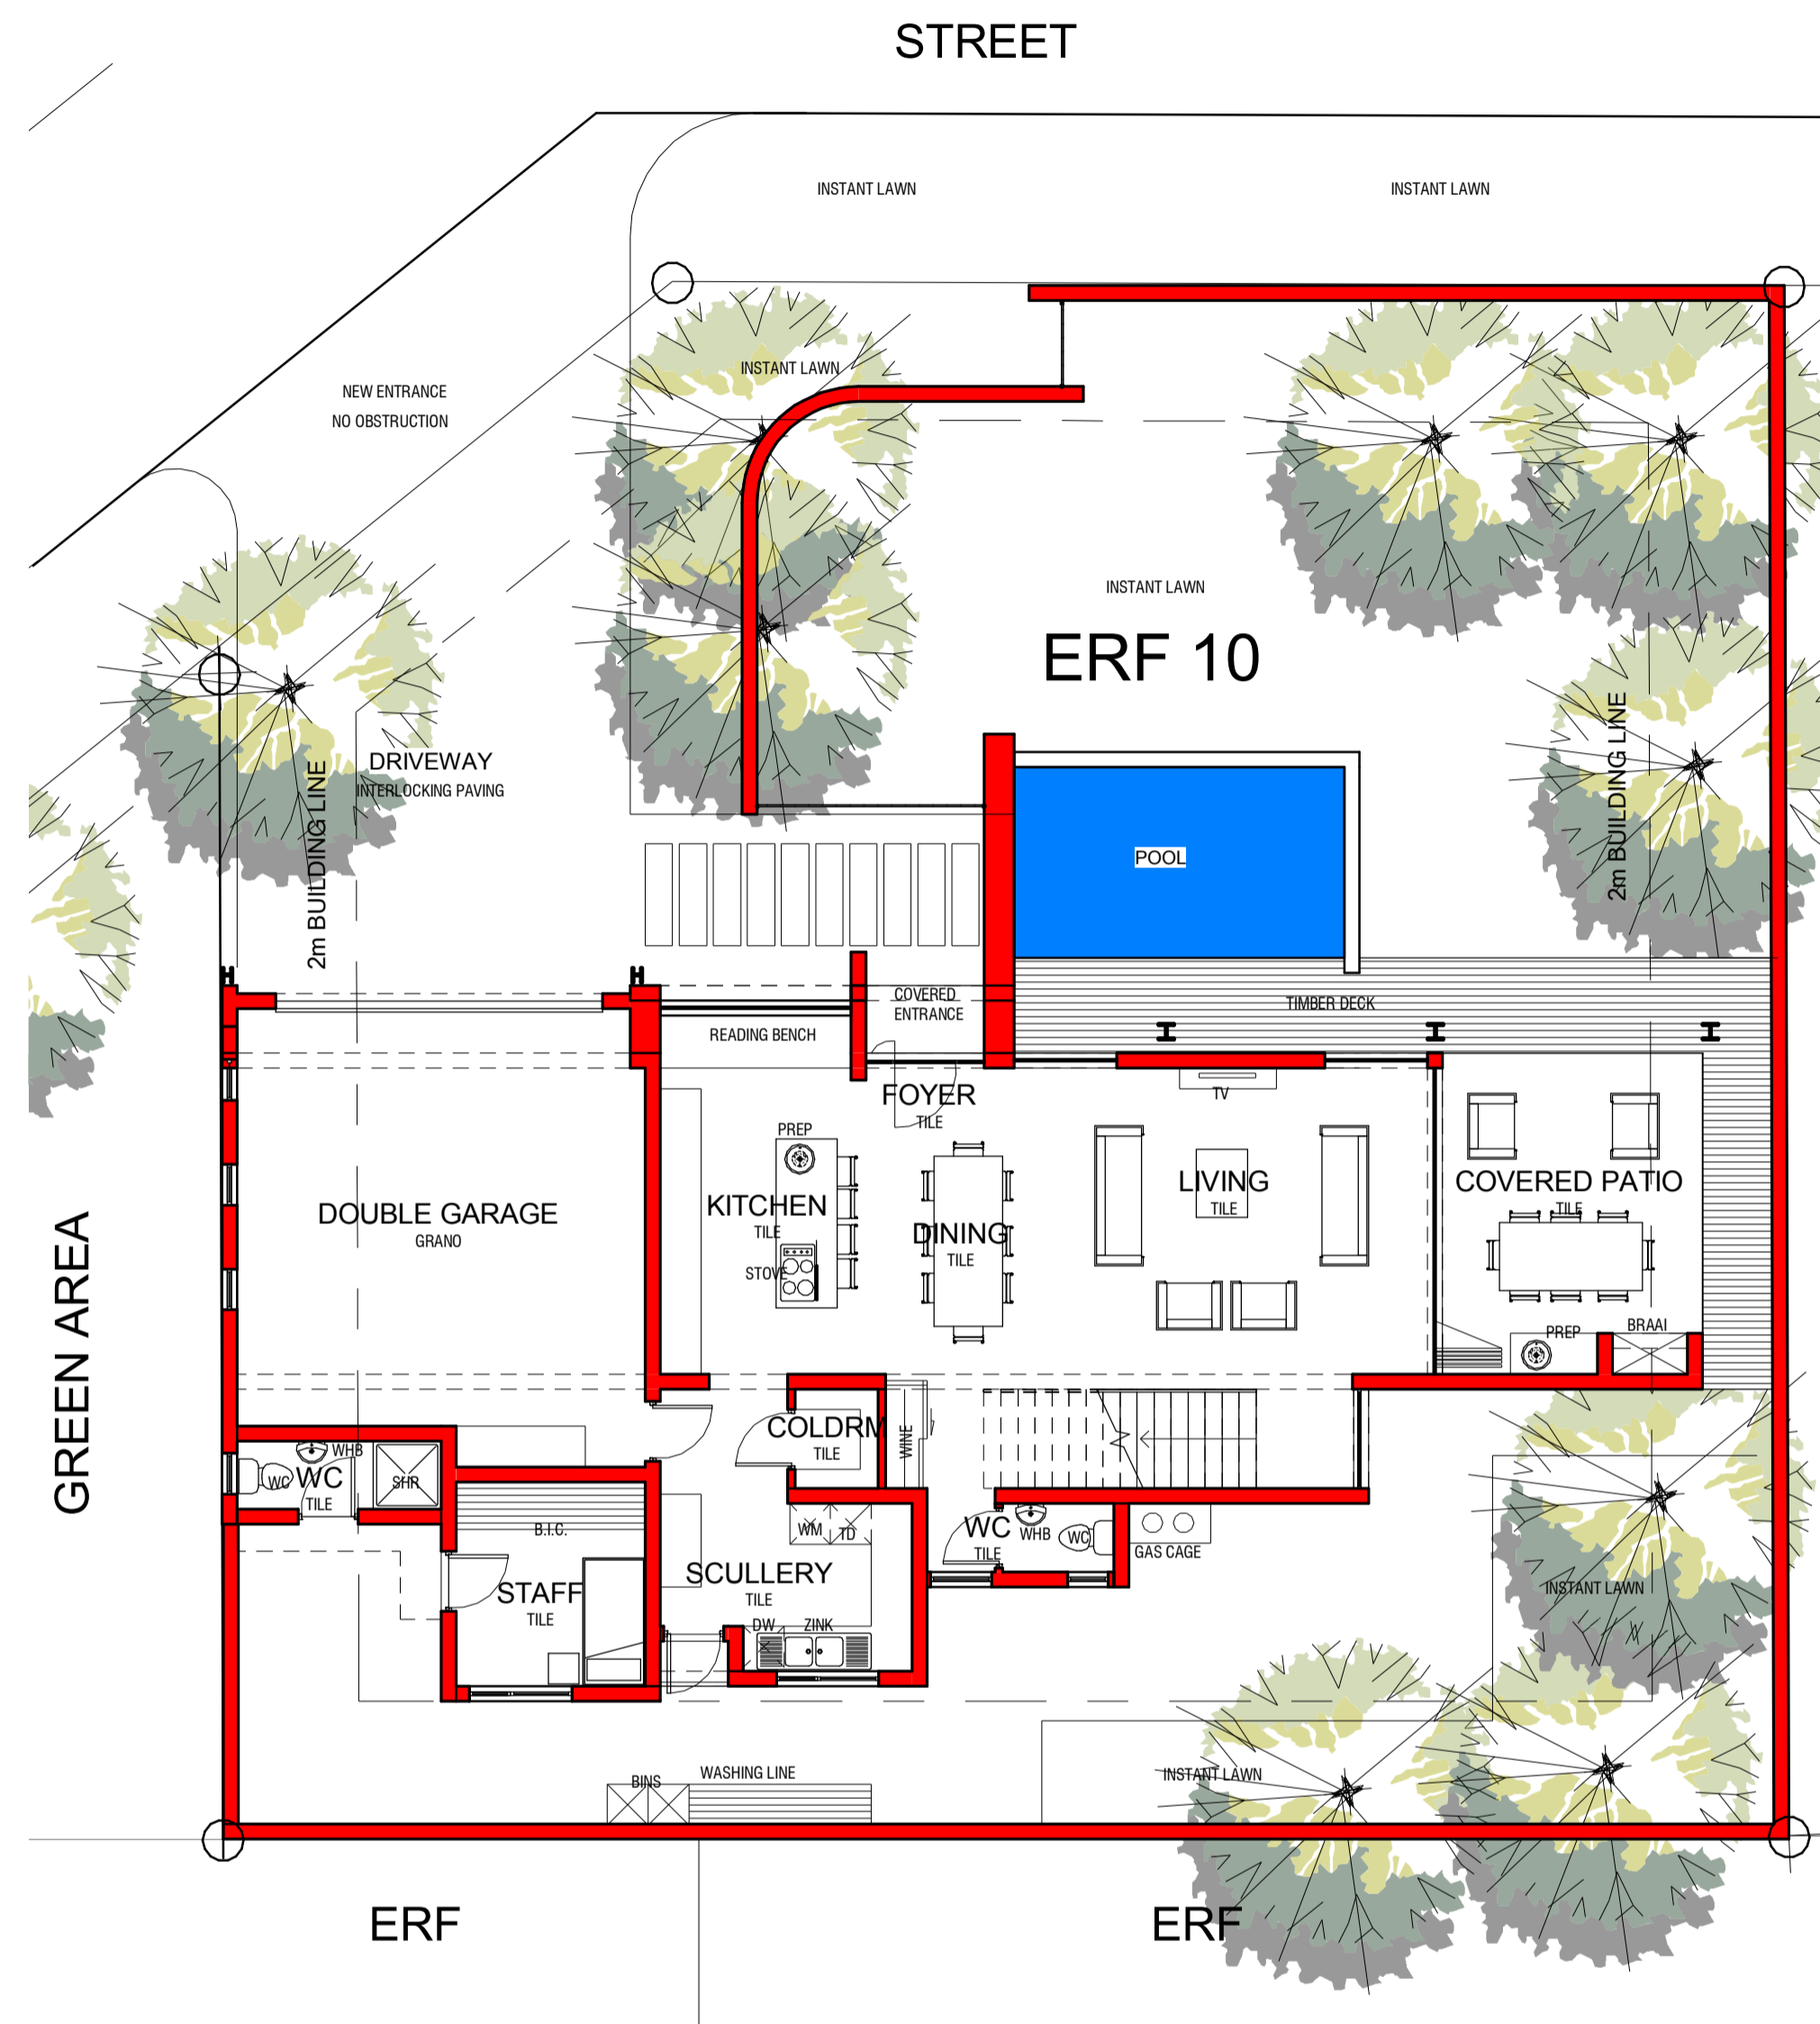 STREET
INSTANT LAWN
INSTANT LAWN
INSTANT LAWN
NEW ENTRANCE
NO OBSTRUCTION
INSTANT LAWN
ERF 10
2m BUILDING LINE
DRIVEWAY
INTERLOCKING PAVING
2m BUILDING LINE
POOL
COVERED
ENTRANCE
TIMBER DECK
READING BENCH
FOYER
TILE
TV
PREP
KITCHEN
TILE
STOVE
DINING
TILE
LIVING
TILE
COVERED PATIO
TILE
PREP
BRAAI
DOUBLE GARAGE
GRANO
GREEN AREA
COLDRM
TILE
WINE
WHB
WC
WC
TILE
SHR
B.I.C.
STAFF
TILE
WM
TD
SCULLERY
TILE
DW
ZINK
WC
TILE
WHB
WC
GAS CAGE
INSTANT LAWN
BINS
WASHING LINE
INSTANT LAWN
ERF
ERF